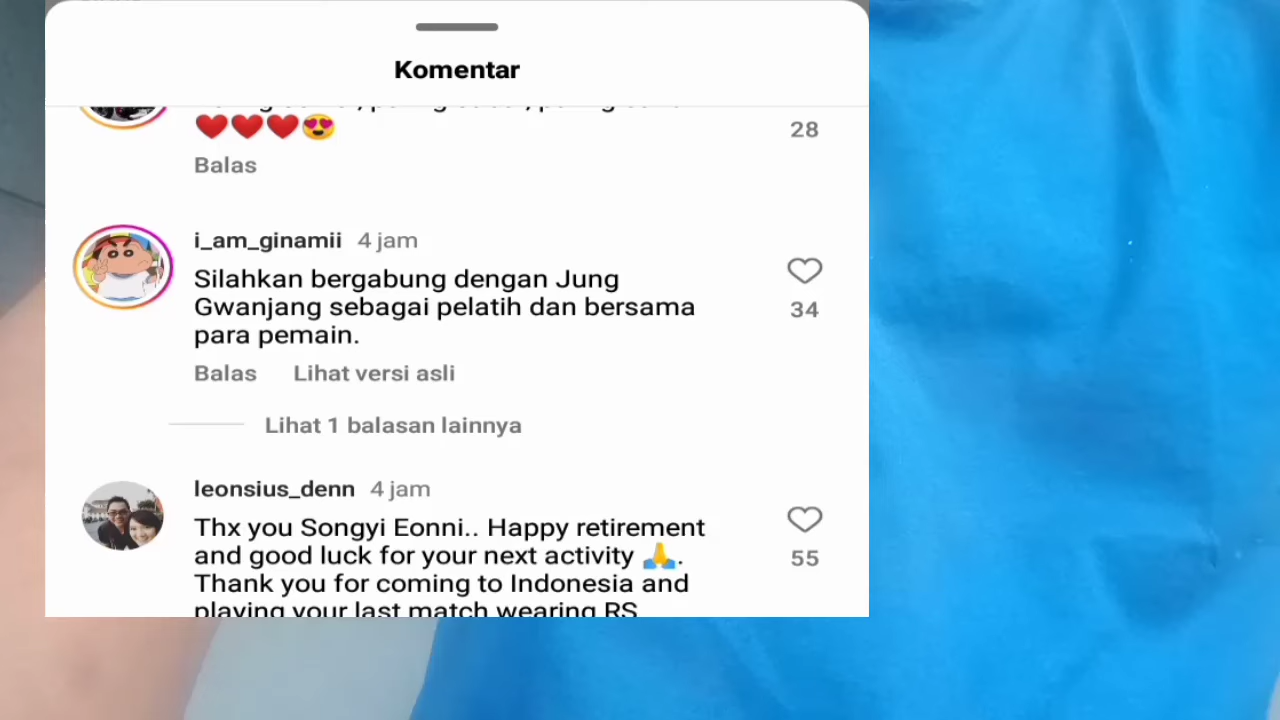 Komentar
❤️❤️❤️😍
28
Balas
i_am_ginamii 4 jam
Silahkan bergabung dengan Jung
Gwanjang sebagai pelatih dan bersama
para pemain.
34
Balas Lihat versi asli
Lihat 1 balasan lainnya
leonsius_denn 4 jam
Thx you Songyi Eonni.. Happy retirement
and good luck for your next activity 🙏.
55
Thank you for coming to Indonesia and
playing your last match wearing RS